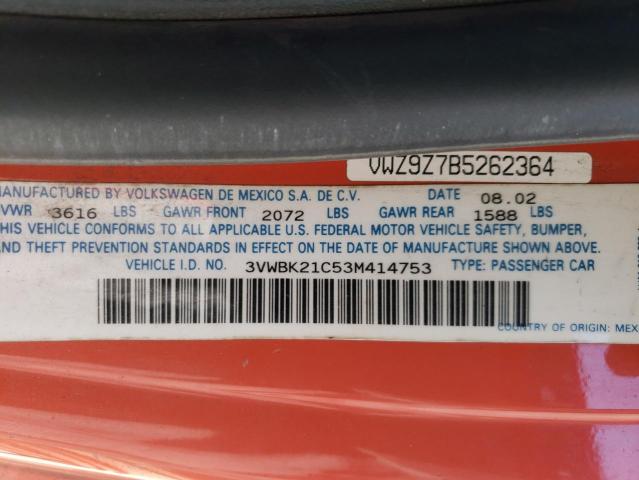 VWZ9Z7B5262364
MANUFACTURED BY VOLKSWAGEN DE MEXICO S.A. DE C.V. DATE 08.02
VWR 3616 LBS GAWR FRONT 2072 LBS GAWR REAR 1588 LBS
THIS VEHICLE CONFORMS TO ALL APPLICABLE U.S. FEDERAL MOTOR VEHICLE SAFETY, BUMPER,
AND THEFT PREVENTION STANDARDS IN EFFECT ON THE DATE OF MANUFACTURE SHOWN ABOVE.
VEHICLE I.D. NO. 3VWBK21C53M414753 TYPE: PASSENGER CAR
COUNTRY OF ORIGIN: MEX